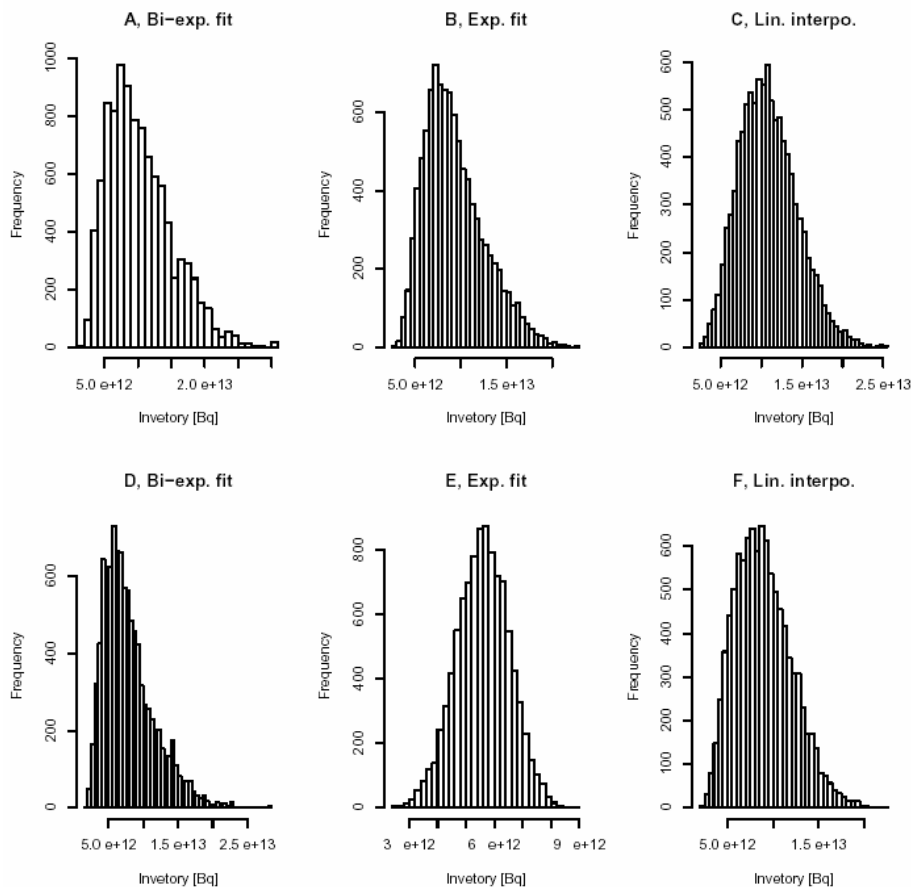 A, Bi-exp. fit
B, Exp. fit
C, Lin. interpo.
Frequency
0
200
400
600
800
1000
5.0 e+12
2.0 e+13
Invetory [Bq]
Frequency
0
200
400
600
5.0 e+12
1.5 e+13
Invetory [Bq]
Frequency
0
100
200
300
400
500
600
5.0 e+12
1.5 e+13
2.5 e+13
Invetory [Bq]
D, Bi-exp. fit
E, Exp. fit
F, Lin. interpo.
Frequency
0
200
400
600
5.0 e+12
1.5 e+13
2.5 e+13
Invetory [Bq]
Frequency
0
200
400
600
800
3 e+12
6 e+12
9 e+12
Invetory [Bq]
Frequency
0
100
200
300
400
500
600
5.0 e+12
1.5 e+13
Invetory [Bq]